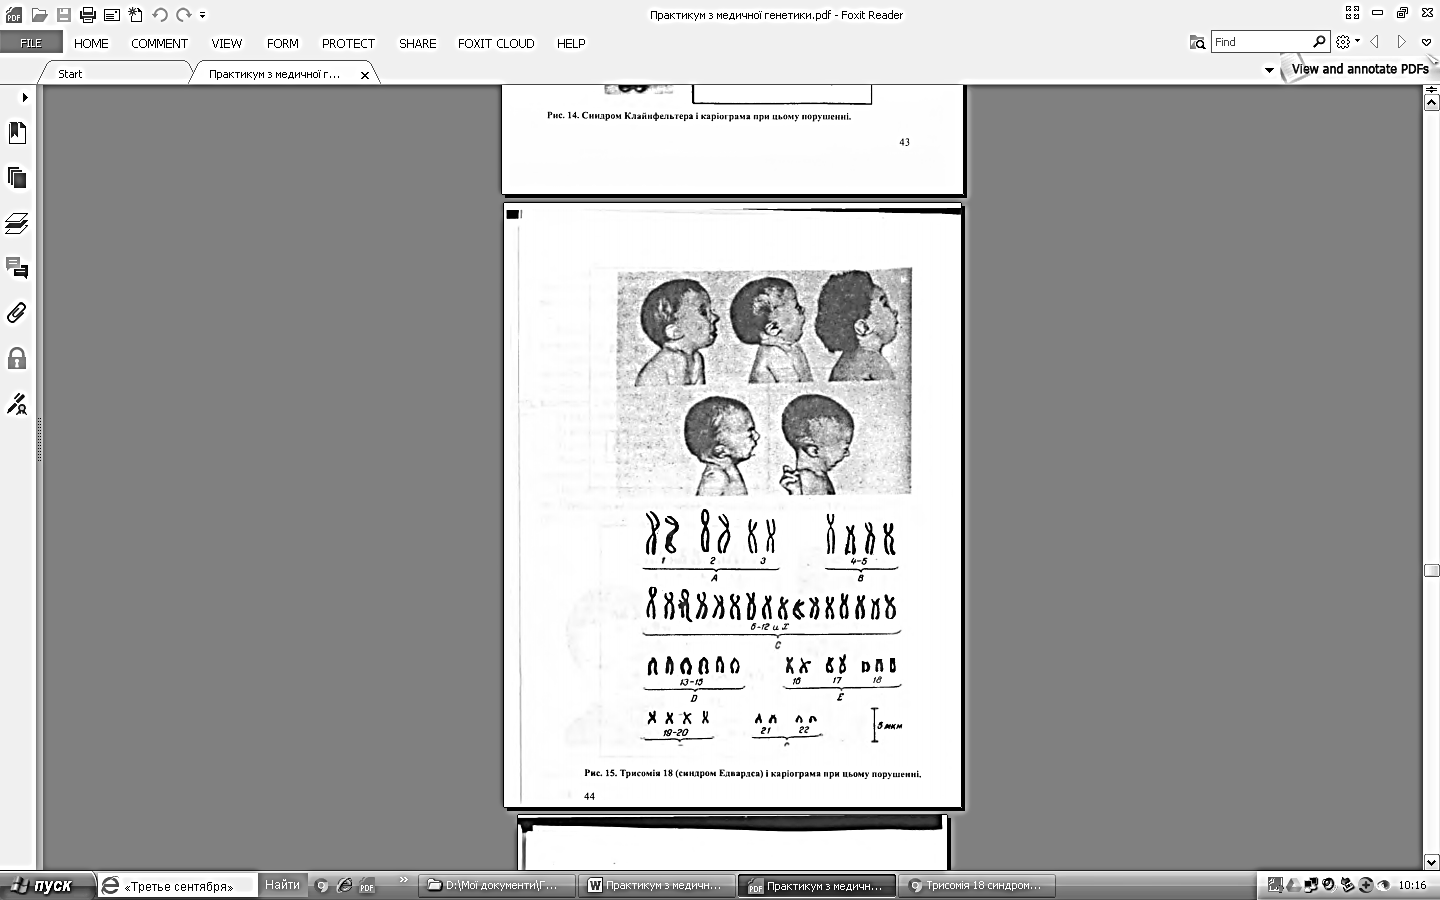 Практикум з медичної генетики.pdf - Foxit Reader
FILE HOME COMMENT VIEW FORM PROTECT SHARE FOXIT CLOUD HELP
Find
Start
Практикум з медичної г...
View and annotate PDFs
Рис. 14. Синдром Клайнфельтера і каріограма при цьому порушенні.
43
1 2 3 4-5
A B
6-12 и X
C
13-15 16 17 18
D E
19-20 21 22 5 мкм
Рис. 15. Трисомія 18 (синдром Едвардса) і каріограма при цьому порушенні.
44
пуск «Третье сентября» Найти D:\Мої документи\Г... Практикум з медичн... Практикум з медичн... Трисомія 18 синдром... 10:16